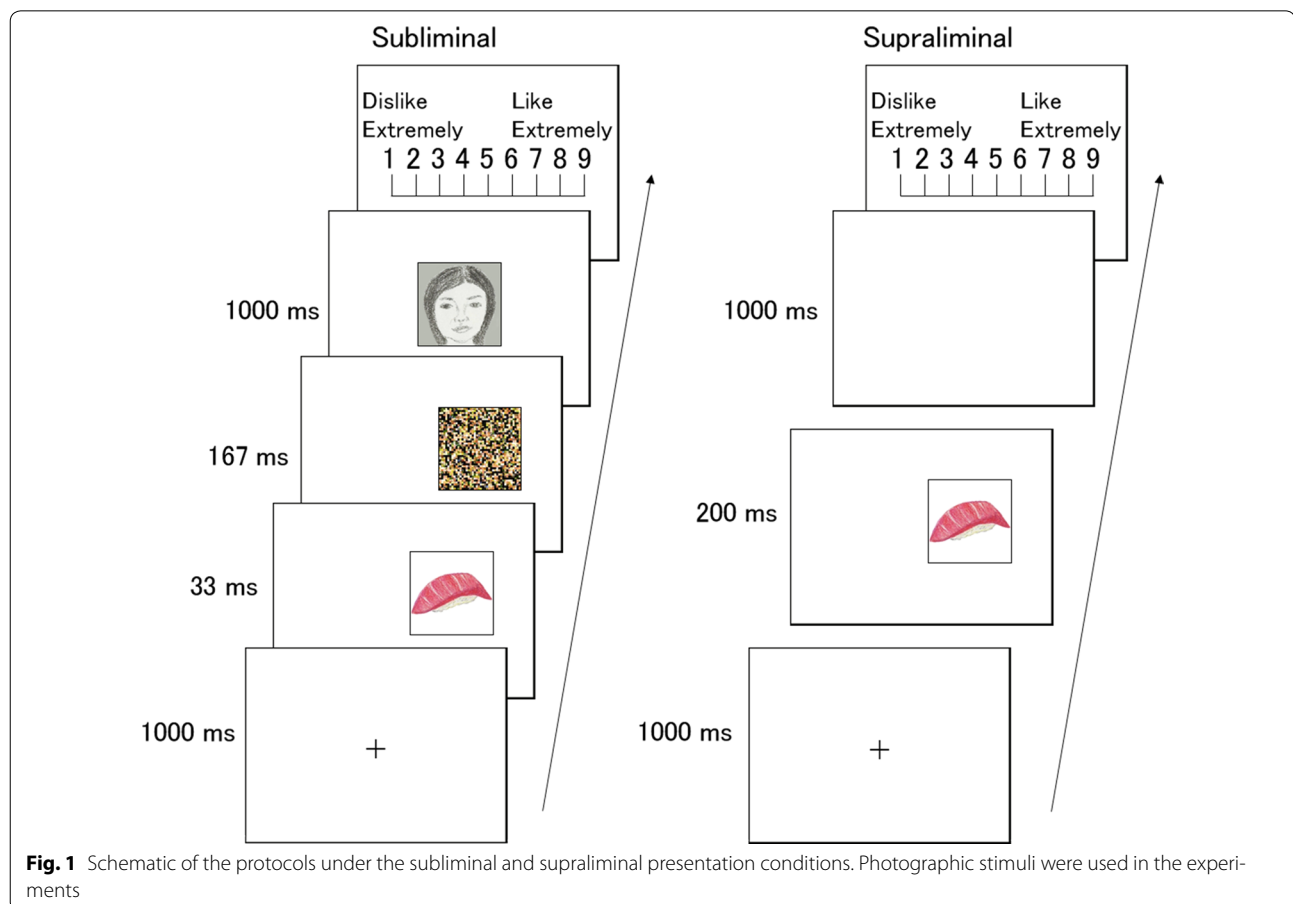 Subliminal
Dislike Like
Extremely Extremely
1 2 3 4 5 6 7 8 9
1000 ms
167 ms
33 ms
1000 ms
Supraliminal
Dislike Like
Extremely Extremely
1 2 3 4 5 6 7 8 9
1000 ms
200 ms
1000 ms
Fig. 1 Schematic of the protocols under the subliminal and supraliminal presentation conditions. Photographic stimuli were used in the experi-
ments